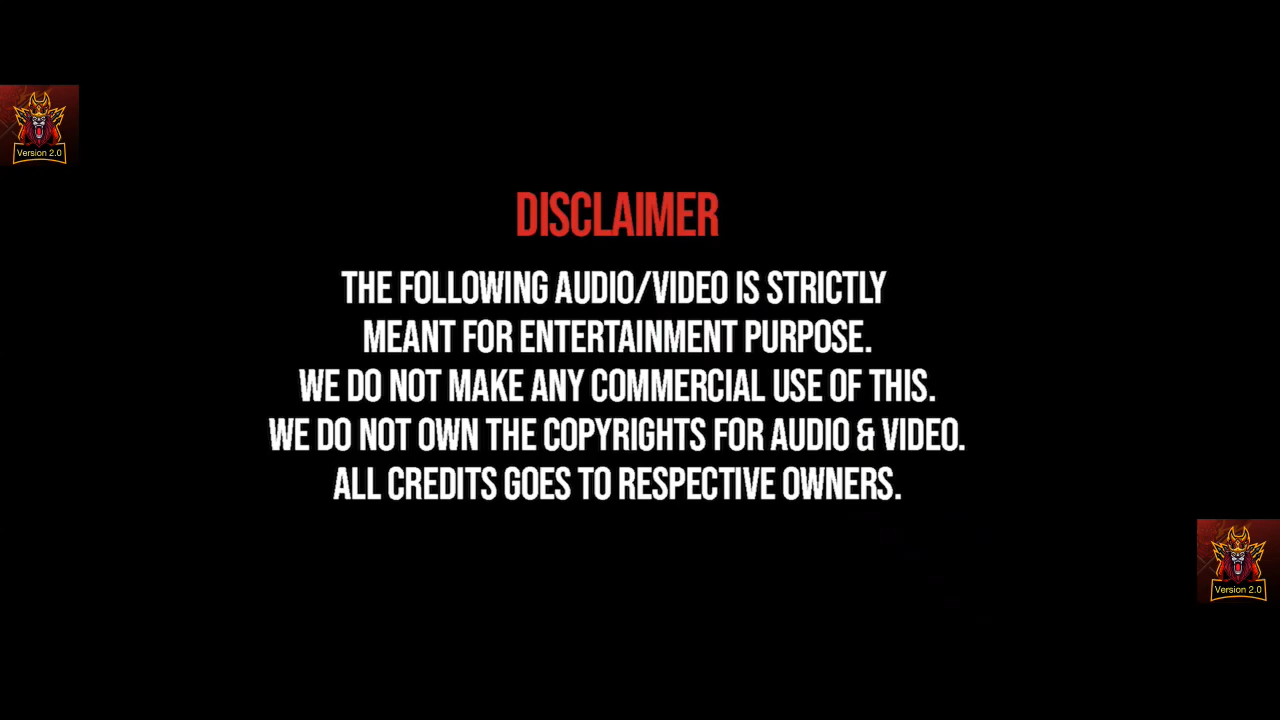 Version 2.0
DISCLAIMER
THE FOLLOWING AUDIO/VIDEO IS STRICTLY
MEANT FOR ENTERTAINMENT PURPOSE.
WE DO NOT MAKE ANY COMMERCIAL USE OF THIS.
WE DO NOT OWN THE COPYRIGHTS FOR AUDIO & VIDEO.
ALL CREDITS GOES TO RESPECTIVE OWNERS.
Version 2.0